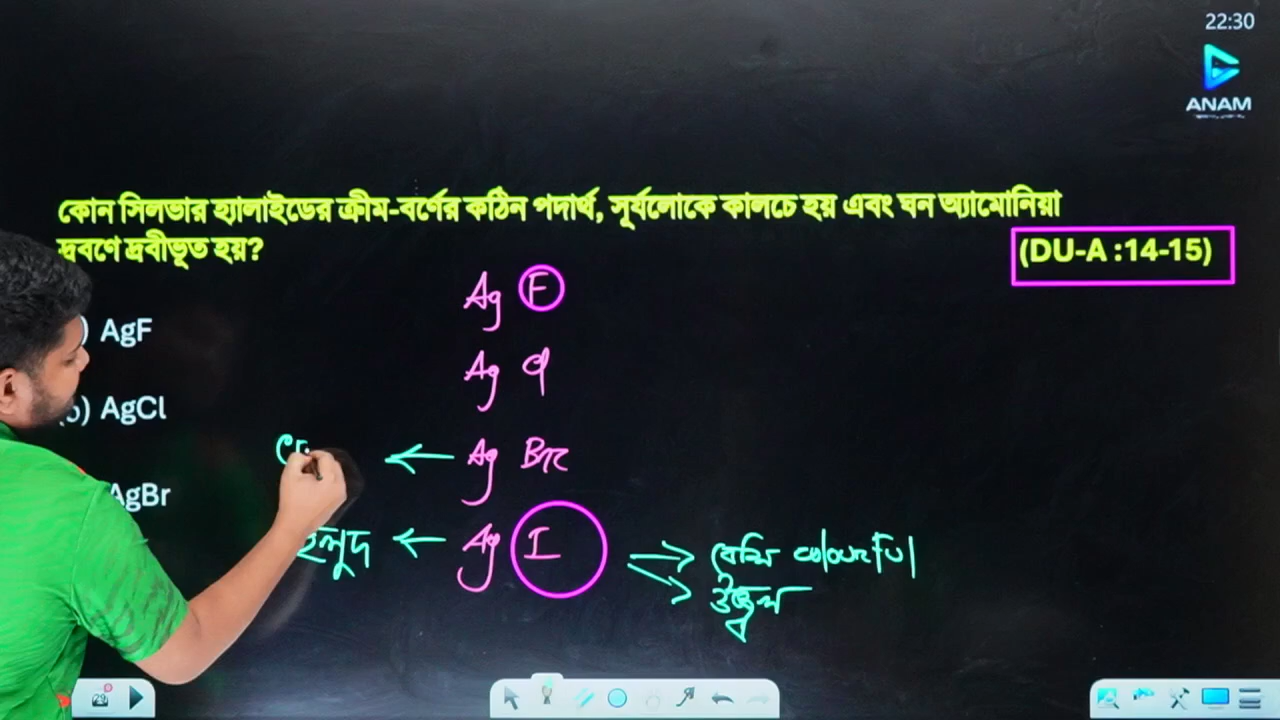 22:30
ANAM
কোন সিলভার হ্যালাইডের ক্রীম-বর্ণের কঠিন পদার্থ, সূর্যলোকে কালচে হয় এবং ঘন অ্যামোনিয়া
দ্রবণে দ্রবীভূত হয়?
(DU-A :14-15)
Ag F
) AgF
Ag Cl
) AgCl
Ag Br
AgBr
হলুদ ← Ag I
বেশি colourful
উজ্জ্বল